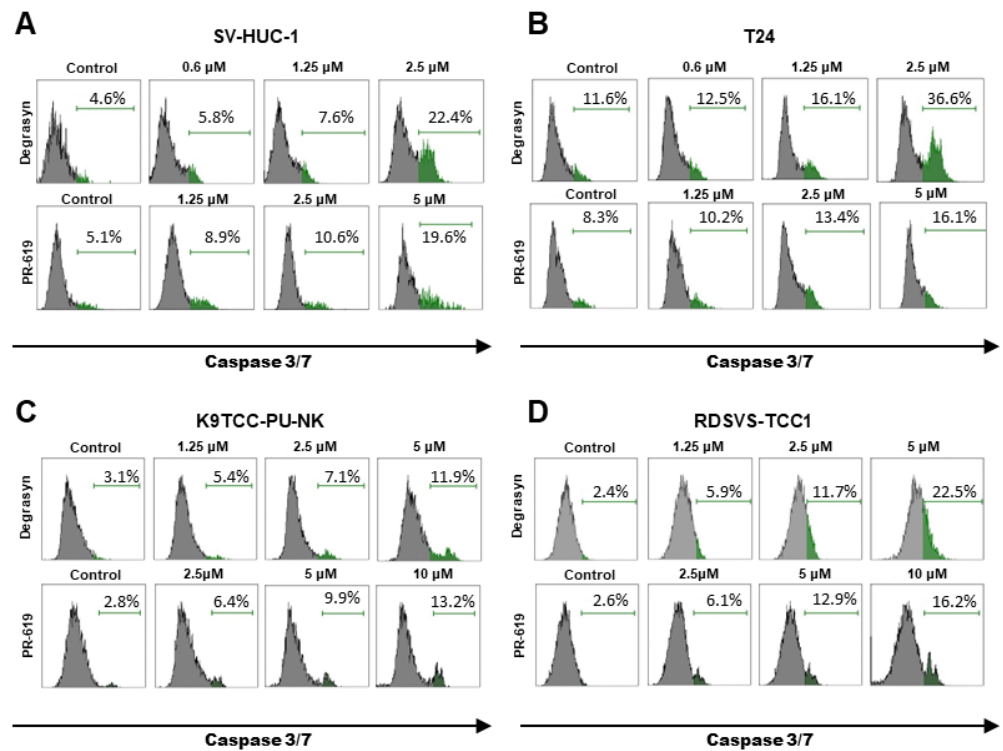 A
SV-HUC-1
Control 0.6 µM 1.25 µM 2.5 µM
Degrasyn
4.6% 5.8% 7.6% 22.4%
Control 1.25 µM 2.5 µM 5 µM
PR-619
5.1% 8.9% 10.6% 19.6%
Caspase 3/7
B
T24
Control 0.6 µM 1.25 µM 2.5 µM
Degrasyn
11.6% 12.5% 16.1% 36.6%
Control 1.25 µM 2.5 µM 5 µM
PR-619
8.3% 10.2% 13.4% 16.1%
Caspase 3/7
C
K9TCC-PU-NK
Control 1.25 µM 2.5 µM 5 µM
Degrasyn
3.1% 5.4% 7.1% 11.9%
Control 2.5µM 5 µM 10 µM
PR-619
2.8% 6.4% 9.9% 13.2%
Caspase 3/7
D
RDSVS-TCC1
Control 1.25 µM 2.5 µM 5 µM
Degrasyn
2.4% 5.9% 11.7% 22.5%
Control 2.5µM 5 µM 10 µM
PR-619
2.6% 6.1% 12.9% 16.2%
Caspase 3/7